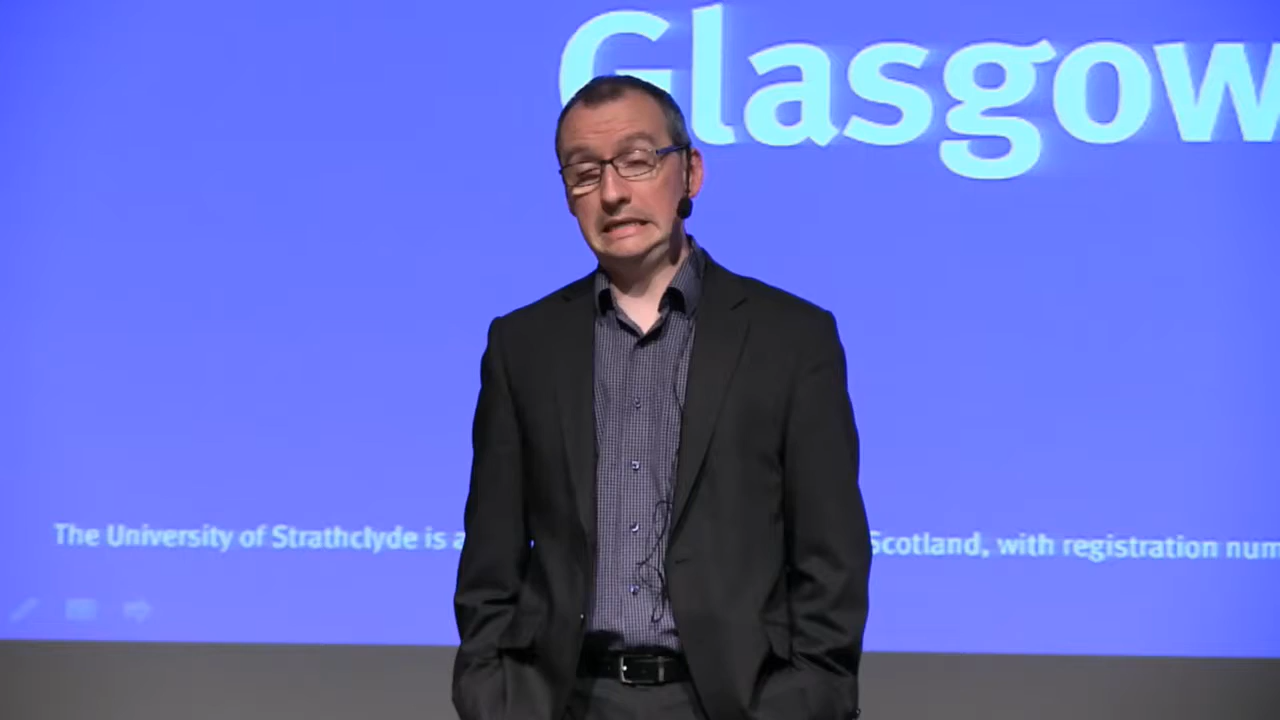 Glasgow
The University of Strathclyde is a
Scotland, with registration num